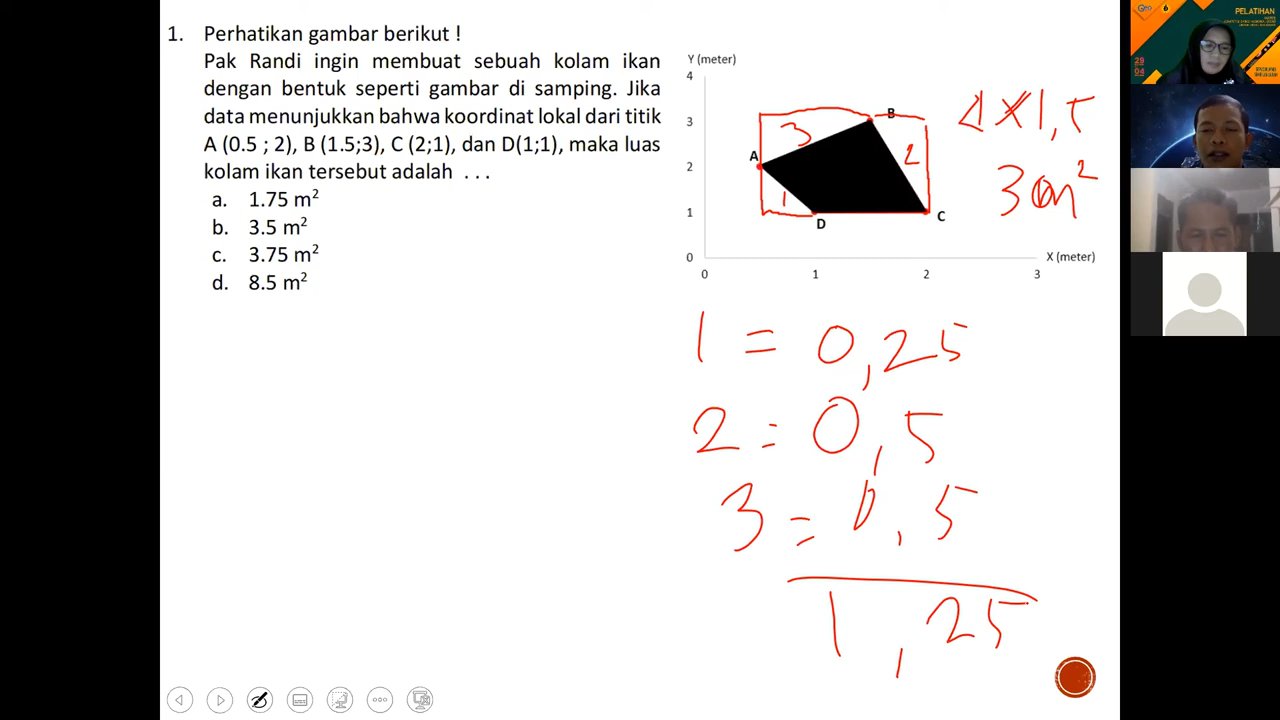 1. Perhatikan gambar berikut !
Pak Randi ingin membuat sebuah kolam ikan
dengan bentuk seperti gambar di samping. Jika
data menunjukkan bahwa koordinat lokal dari titik
A (0.5 ; 2), B (1.5;3), C (2;1), dan D(1;1), maka luas
kolam ikan tersebut adalah . . .
a. 1.75 m²
b. 3.5 m²
c. 3.75 m²
d. 8.5 m²
Y (meter)
4
3
2
1
0
0
1
2
3
X (meter)
A
B
C
D
3
2
1
1 = 0,25
2 = 0,5
3 = 0,5
1,25
PELATIHAN